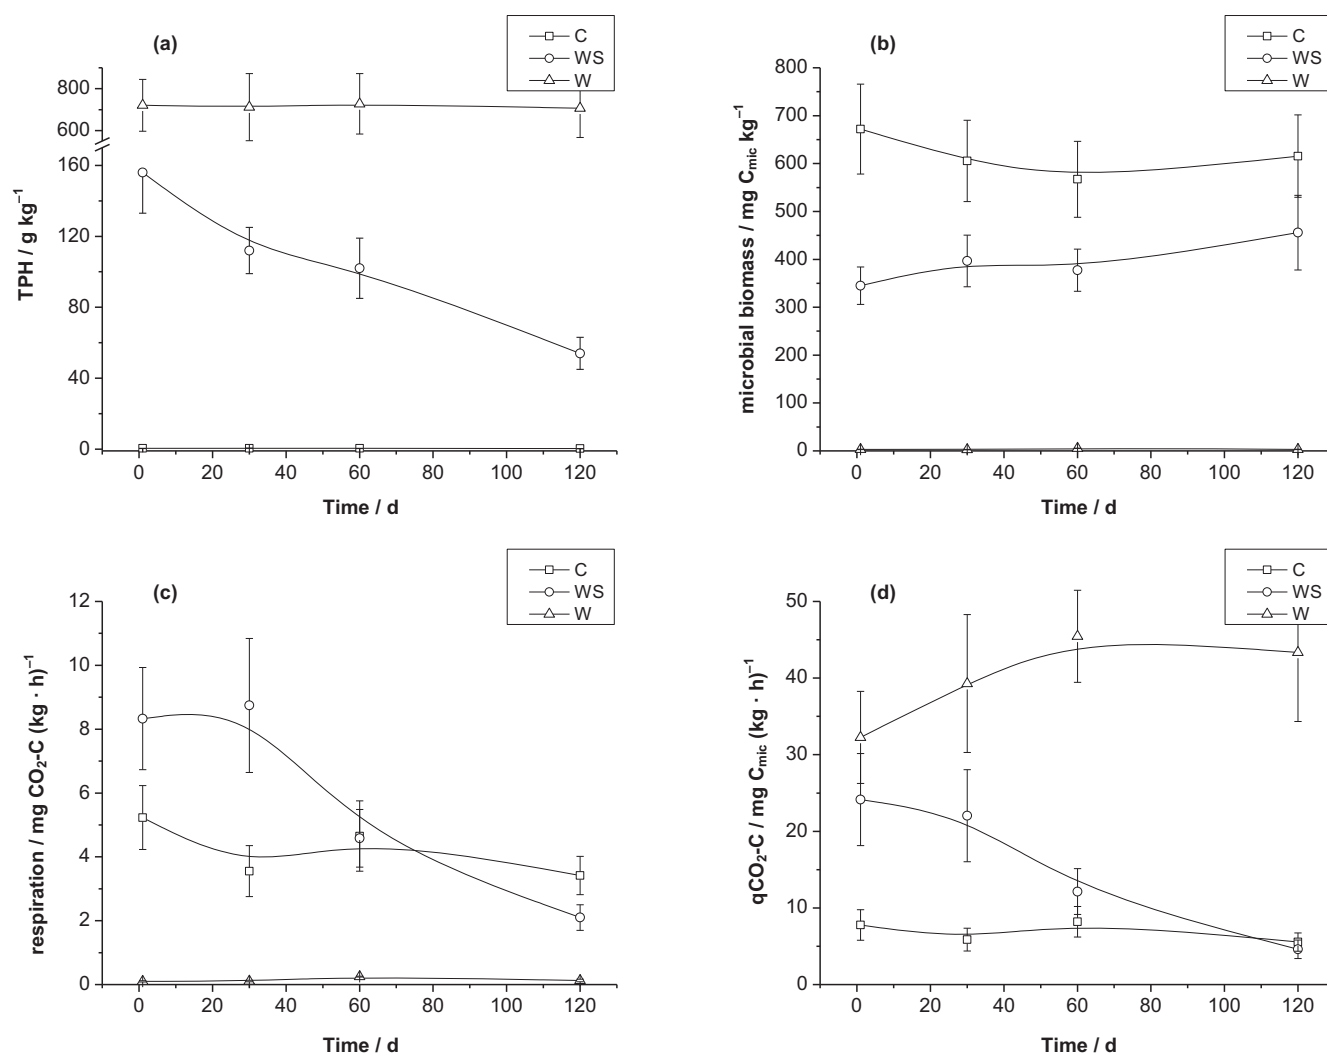 (a)
C
WS
W
TPH / g kg⁻¹
800
600
160
120
80
40
0
0 20 40 60 80 100 120
Time / d
(b)
C
WS
W
microbial biomass / mg Cmic kg⁻¹
800
700
600
500
400
300
200
100
0
0 20 40 60 80 100 120
Time / d
(c)
C
WS
W
respiration / mg CO₂-C (kg · h)⁻¹
12
10
8
6
4
2
0
0 20 40 60 80 100 120
Time / d
(d)
C
WS
W
qCO₂-C / mg Cmic (kg · h)⁻¹
50
40
30
20
10
0
0 20 40 60 80 100 120
Time / d